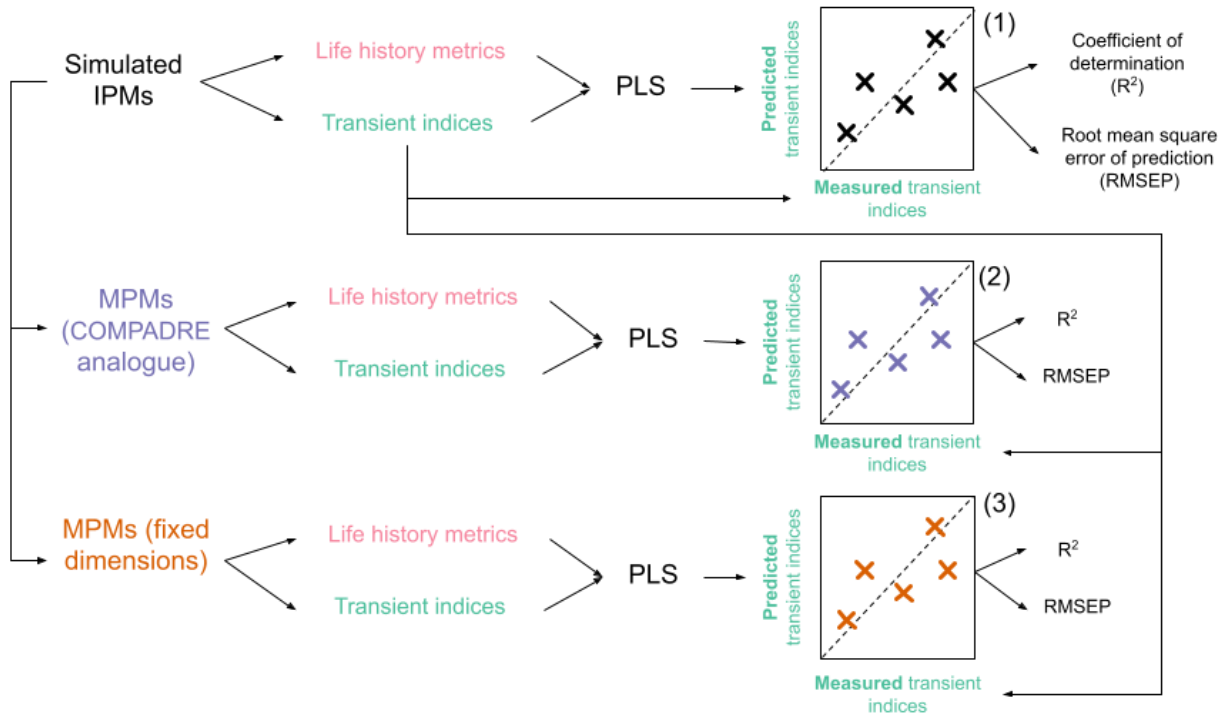 Simulated
IPMs
Life history metrics
Transient indices
PLS
Predicted
transient indices
(1)
Measured transient
indices
Coefficient of
determination
(R²)
Root mean square
error of prediction
(RMSEP)
MPMs
(COMPADRE
analogue)
Life history metrics
Transient indices
PLS
Predicted
transient indices
(2)
Measured transient
indices
R²
RMSEP
MPMs (fixed
dimensions)
Life history metrics
Transient indices
PLS
Predicted
transient indices
(3)
Measured transient
indices
R²
RMSEP